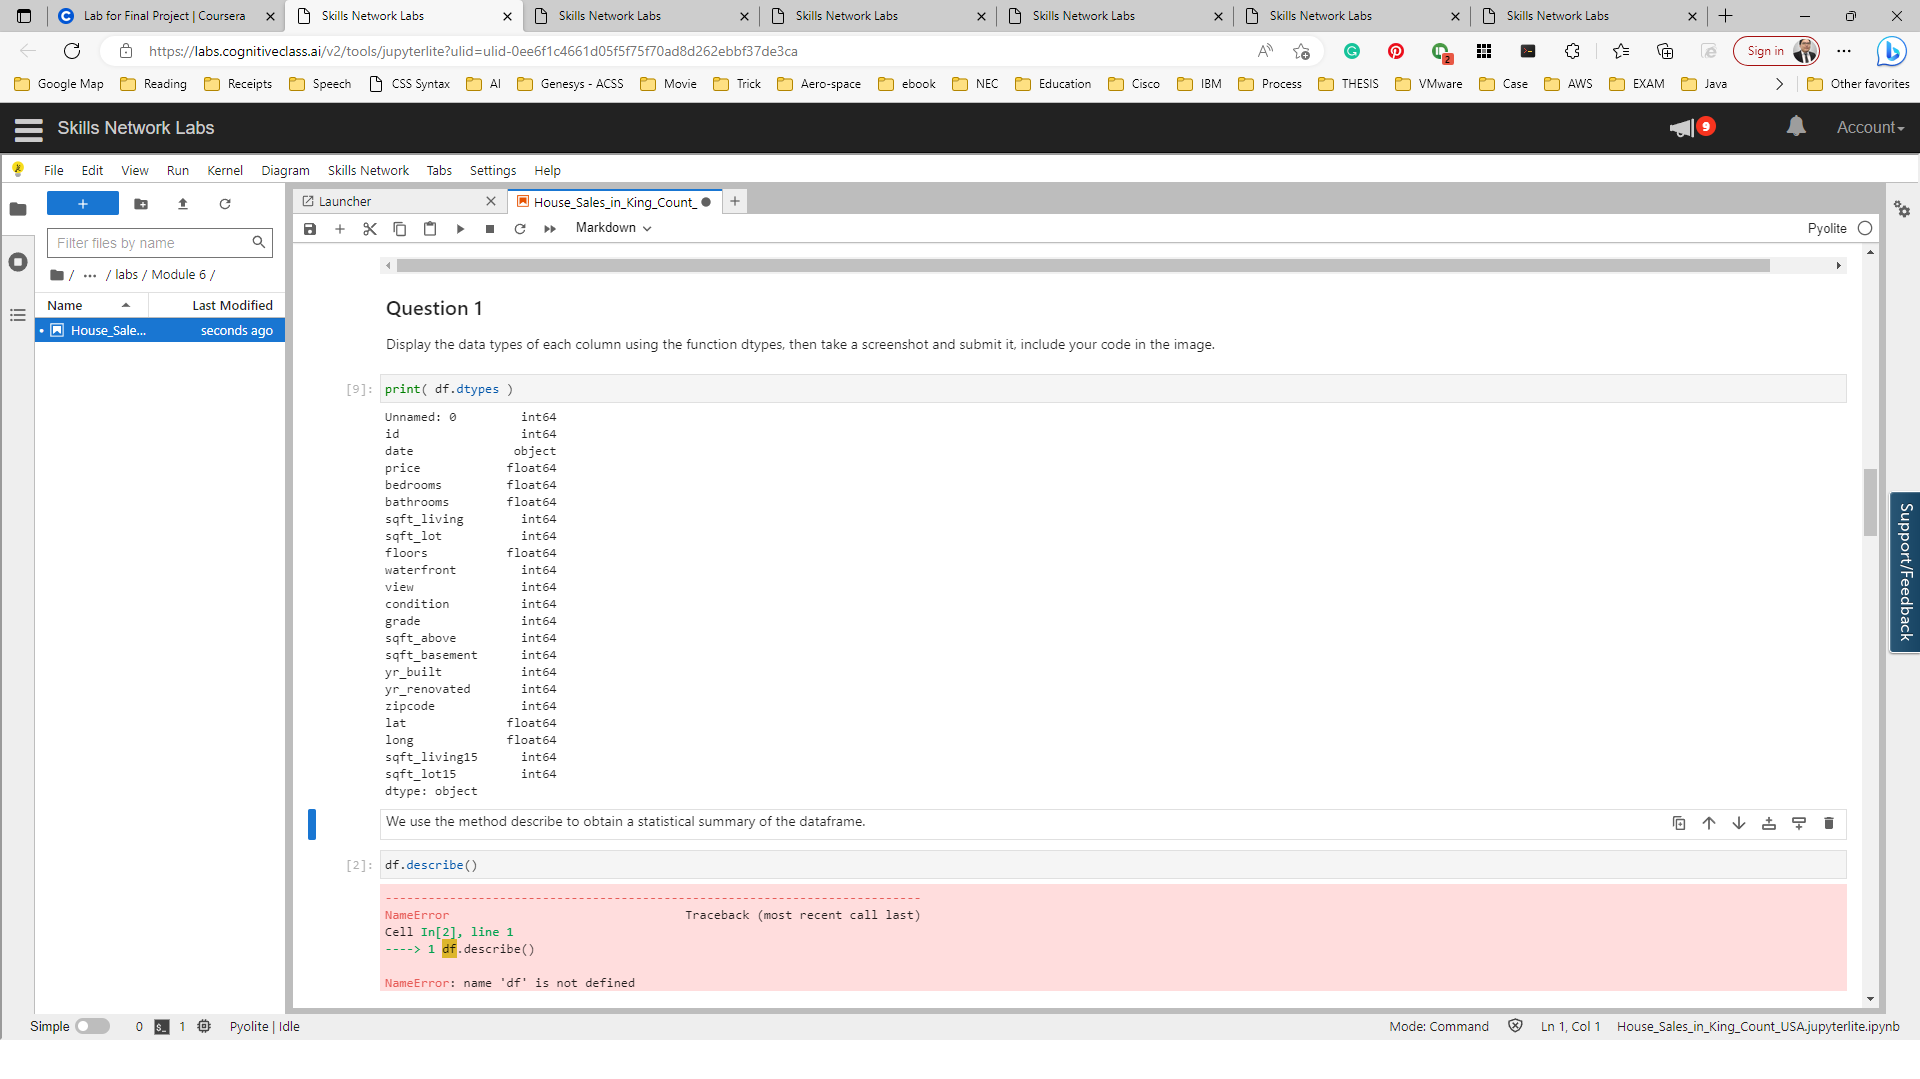 Lab for Final Project | Coursera
Skills Network Labs
Skills Network Labs
Skills Network Labs
Skills Network Labs
Skills Network Labs
Skills Network Labs
https://labs.cognitiveclass.ai/v2/tools/jupyterlite?ulid=ulid-0ee6f1c4661d05f5f75f70ad8d262ebbf37de3ca
2
Sign in
Google Map
Reading
Receipts
Speech
CSS Syntax
AI
Genesys - ACSS
Movie
Trick
Aero-space
ebook
NEC
Education
Cisco
IBM
Process
THESIS
VMware
Case
AWS
EXAM
Java
Other favorites
Skills Network Labs
9
Account
File Edit View Run Kernel Diagram Skills Network Tabs Settings Help
Launcher
House_Sales_in_King_Count_
Filter files by name
Markdown
Pyolite
/ ... / labs / Module 6 /
Name
Last Modified
House_Sale...
seconds ago
Question 1
Display the data types of each column using the function dtypes, then take a screenshot and submit it, include your code in the image.
[9]: print( df.dtypes )
Unnamed: 0 int64
id int64
date object
price float64
bedrooms float64
bathrooms float64
sqft_living int64
sqft_lot int64
floors float64
waterfront int64
view int64
condition int64
grade int64
sqft_above int64
sqft_basement int64
yr_built int64
yr_renovated int64
zipcode int64
lat float64
long float64
sqft_living15 int64
sqft_lot15 int64
dtype: object
We use the method describe to obtain a statistical summary of the dataframe.
[2]: df.describe()
---------------------------------------------------------------------------
NameError Traceback (most recent call last)
Cell In[2], line 1
----> 1 df.describe()
NameError: name 'df' is not defined
Support/Feedback
Simple
0
1
Pyolite | Idle
Mode: Command
Ln 1, Col 1
House_Sales_in_King_Count_USA.jupyterlite.ipynb